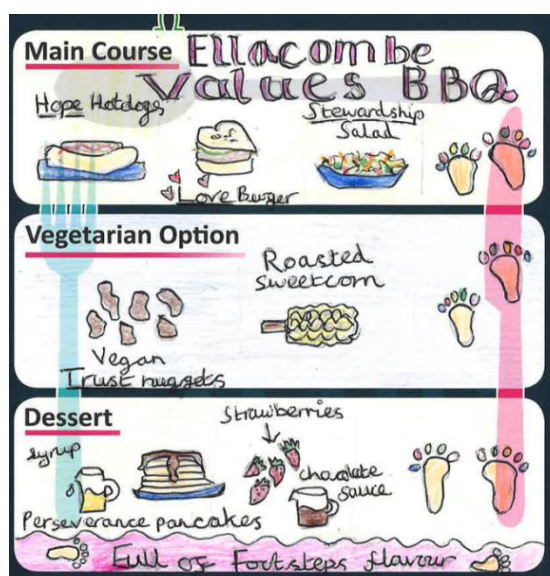 Main Course Ellacombe
Values BBQ
Hope Hotdogs
Stewardship
Salad
Love Burger
Vegetarian Option
Roasted
sweetcorn
Vegan
Trust nuggets
Dessert
Strawberries
syrup
chocolate
sauce
Perseverance pancakes
Full of Footsteps flavour